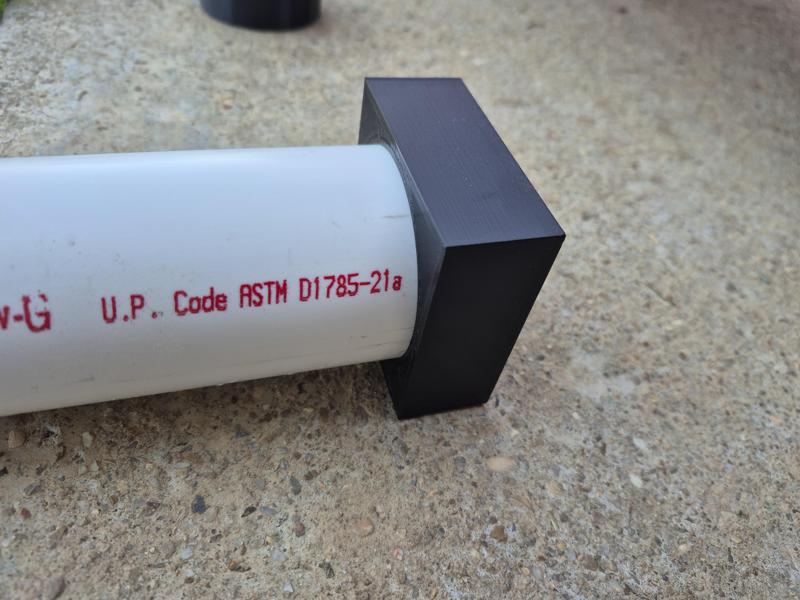 w-G U.P. Code ASTM D1785-21a